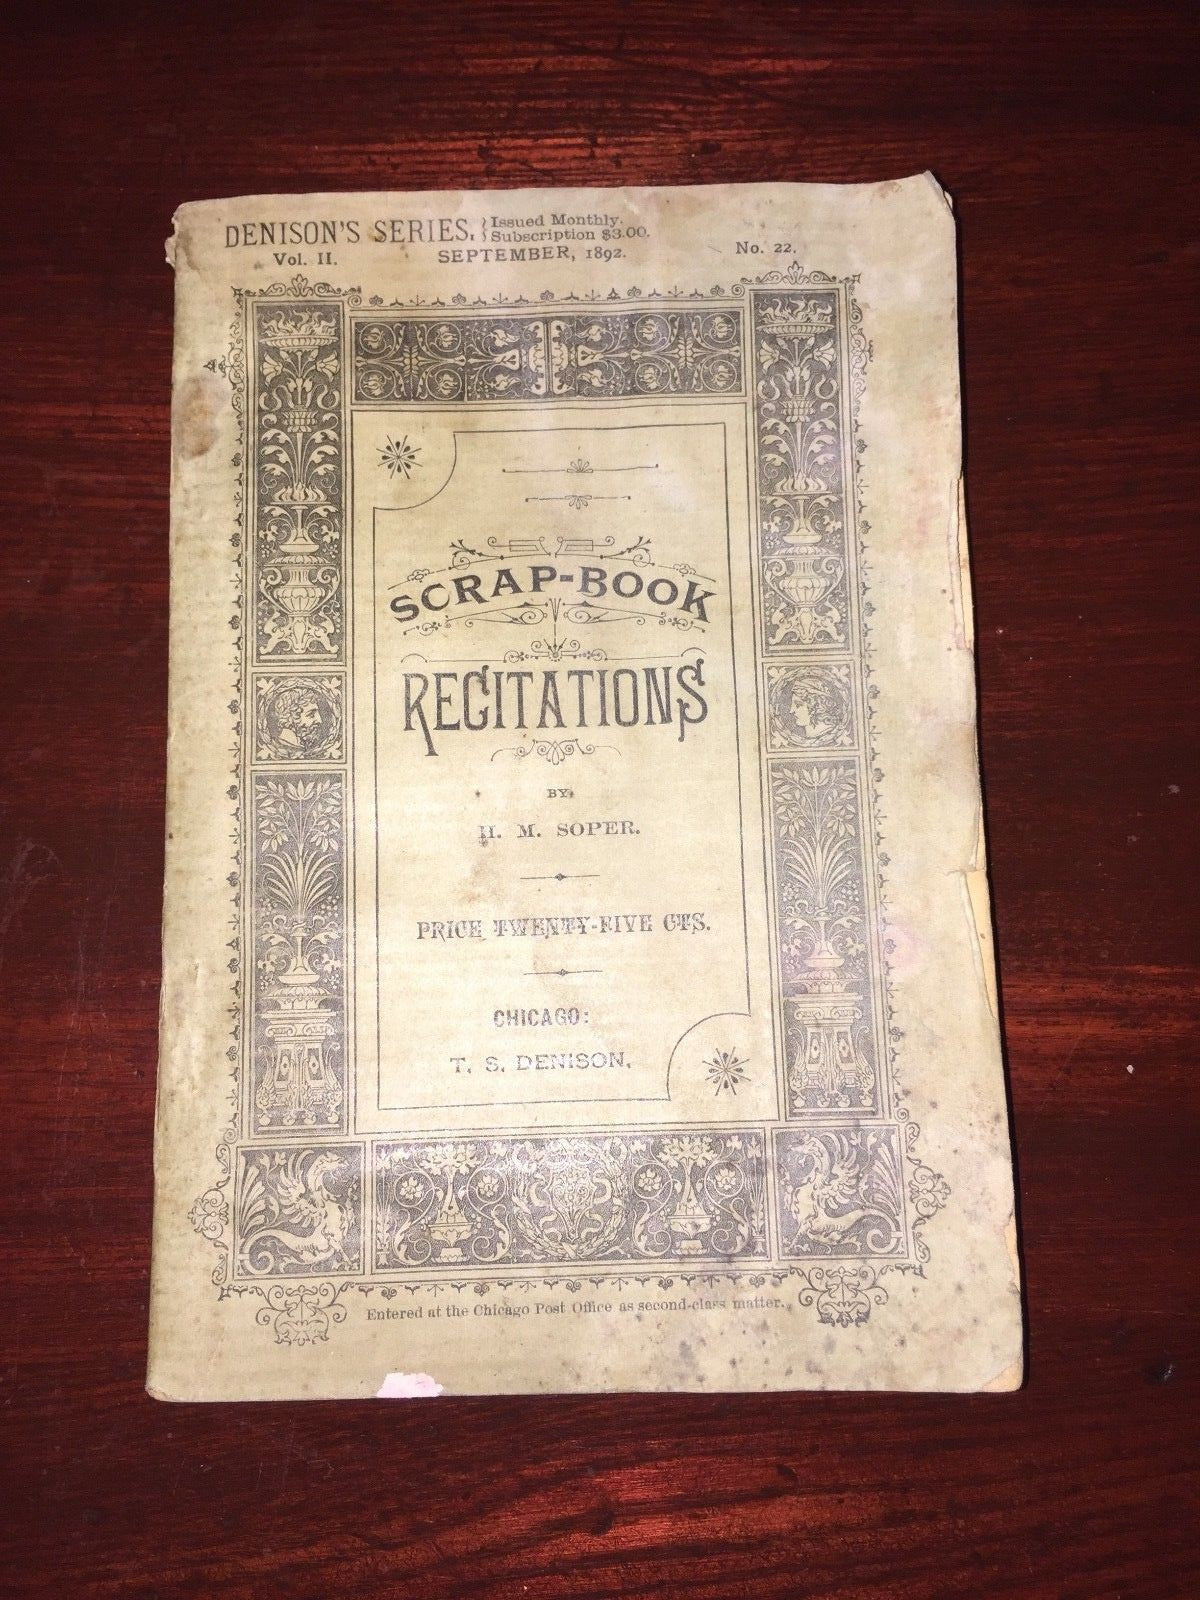 DENISON'S SERIES. { Issued Monthly.
Subscription $3.00.
Vol. II. SEPTEMBER, 1892. No. 22.
SCRAP-BOOK
RECITATIONS
BY
H. M. SOPER.
PRICE TWENTY-FIVE CTS.
CHICAGO:
T. S. DENISON.
Entered at the Chicago Post Office as second-class matter.